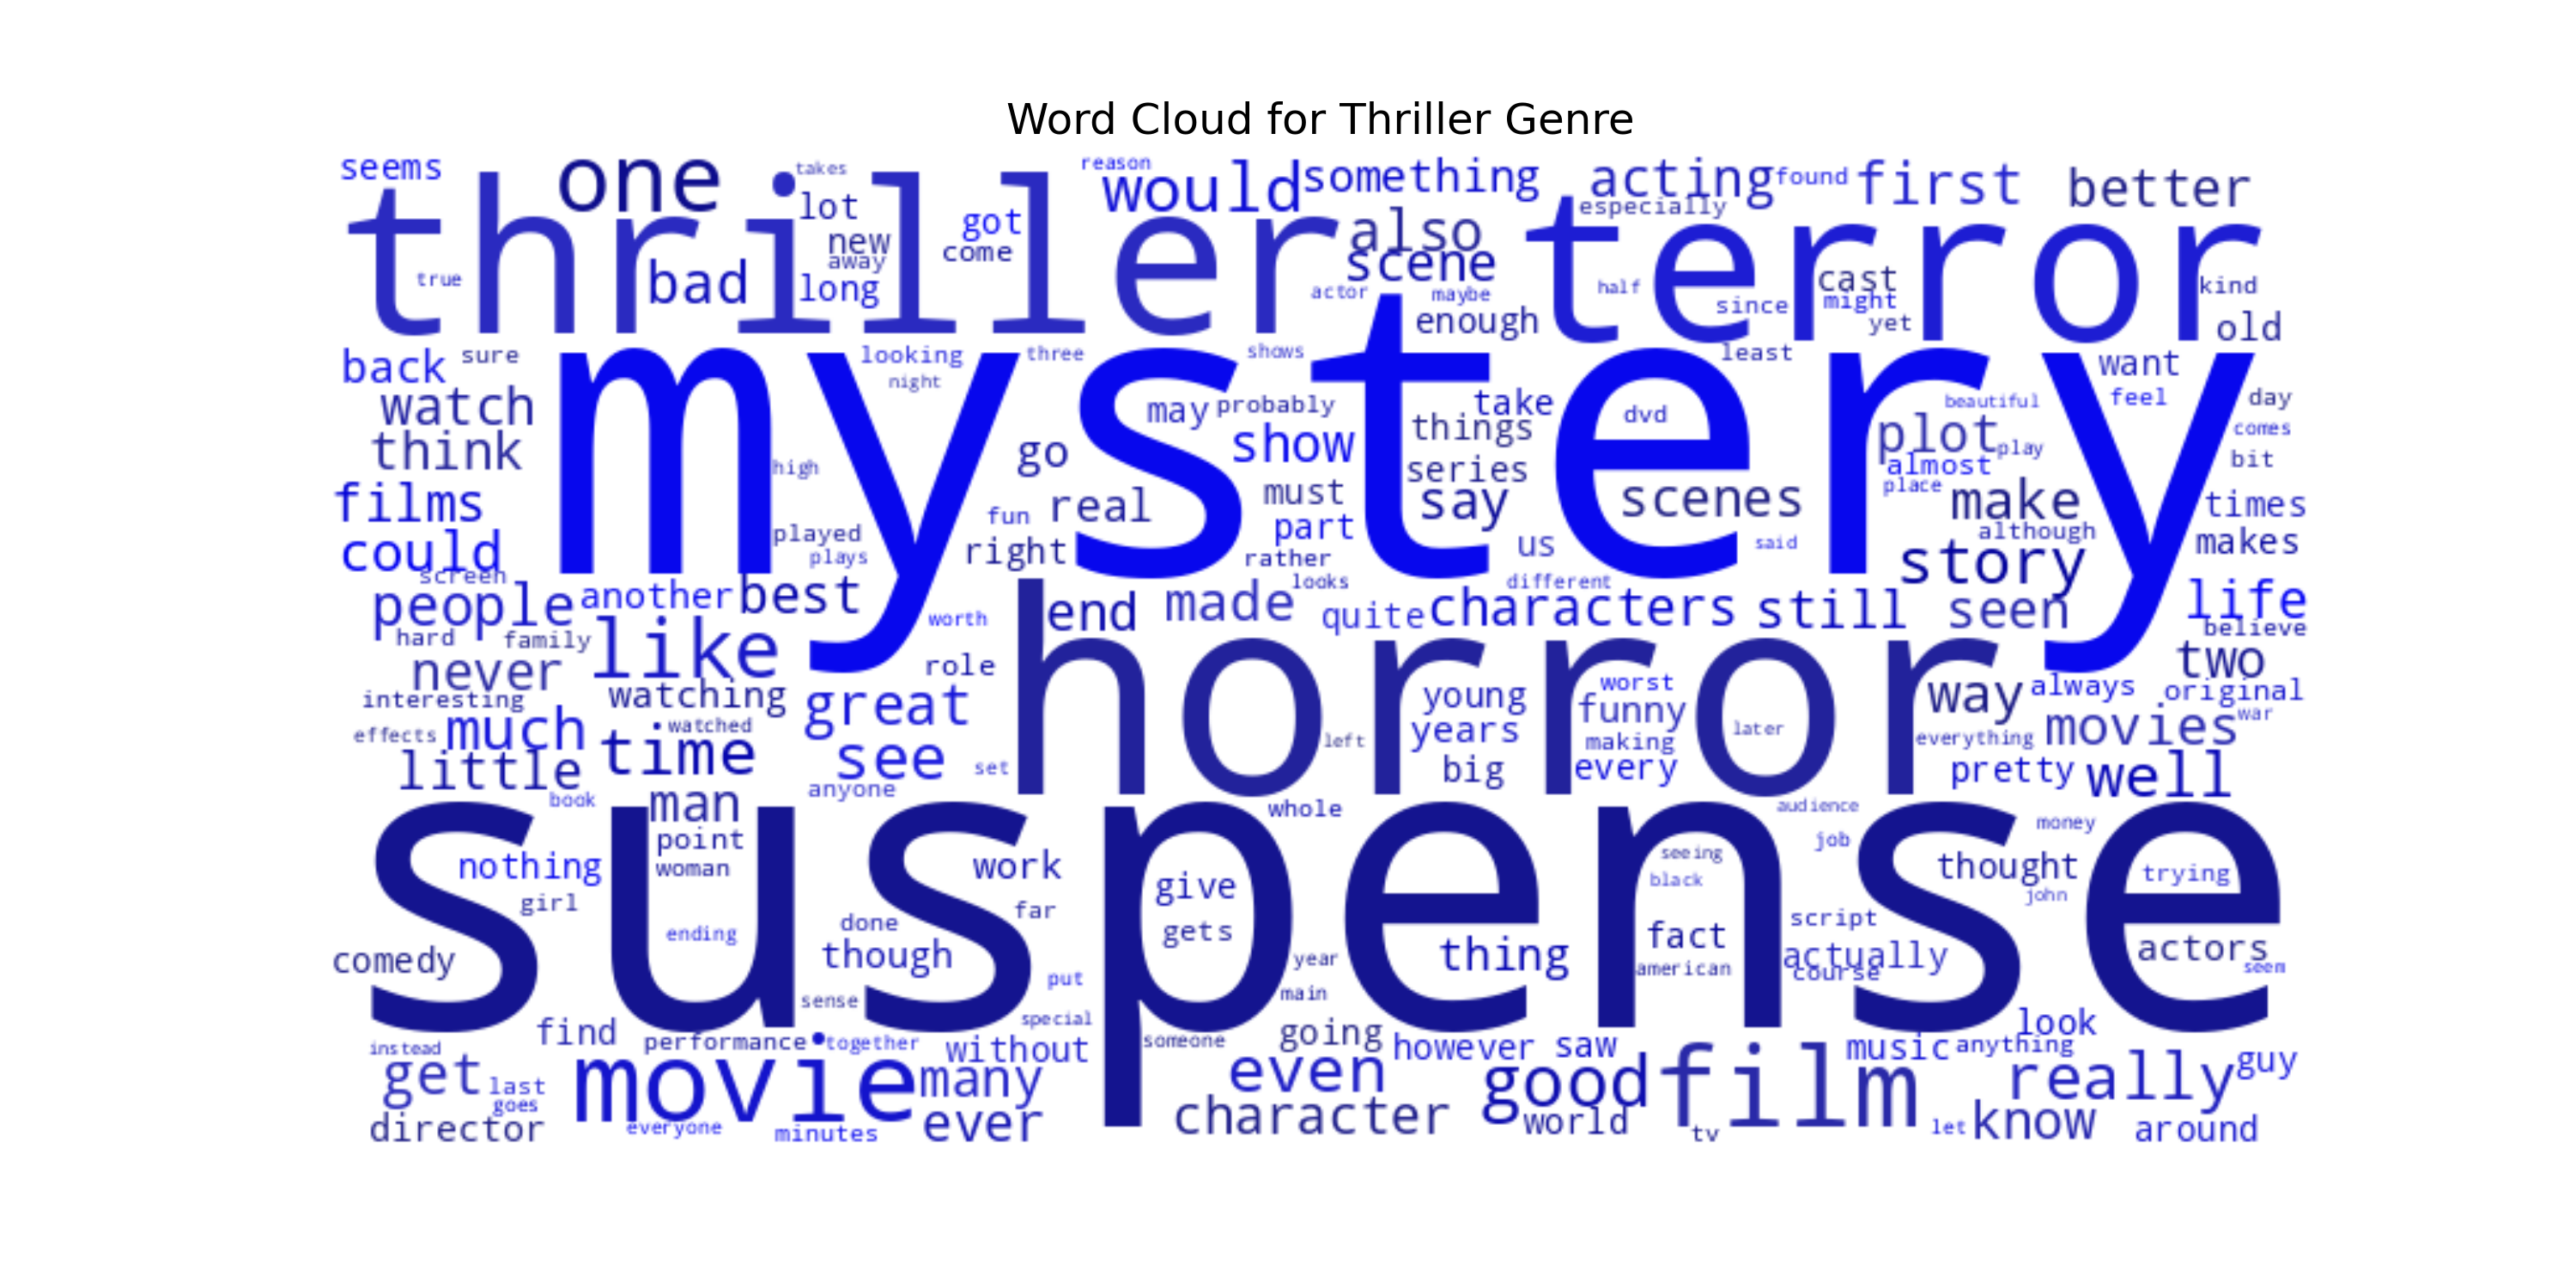 Word Cloud for Thriller Genre
seems
one
takes
reason
would
something
acting
found
first
better
thriller
lot
got
especially
terror
new
come
also
away
scene
true
bad
long
actor
maybe
half
since
cast
might
kind
enough
yet
old
back
sure
mystery
looking
three
shows
least
want
night
watch
may
probably
take
dvd
beautiful
feel
day
think
go
show
things
plot
play
comes
high
series
almost
bit
films
fun
real
must
say
scenes
place
make
times
could
played
right
part
us
said
although
makes
plays
rather
story
screen
looks
different
people
another
best
worth
end
made
quite
characters
still
seen
life
hard
family
like
believe
never
role
horror
two
interesting
watching
great
young
worst
way
always
original
effects
much
watched
left
years
funny
later
everything
movies
war
time
making
little
see
set
big
every
pretty
well
book
man
anyone
whole
audience
suspense
point
job
money
nothing
woman
work
give
seeing
thought
trying
girl
black
john
ending
done
far
gets
script
comedy
though
year
thing
fact
actually
actors
put
american
course
seem
sense
main
special
look
find
performance
together
without
someone
going
however
saw
music
anything
instead
get
last
movie
many
even
good
film
really
guy
goes
director
everyone
minutes
ever
character
world
tv
let
know
around